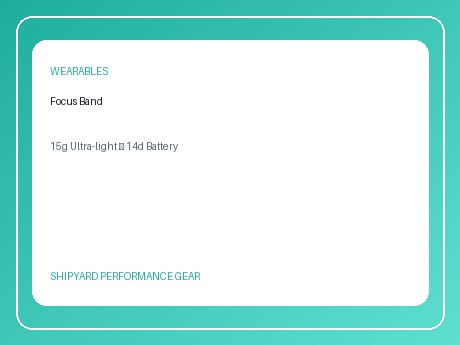 WEARABLES
Focus Band
15g Ultra-light ▯ 14d Battery
SHIPYARD PERFORMANCE GEAR